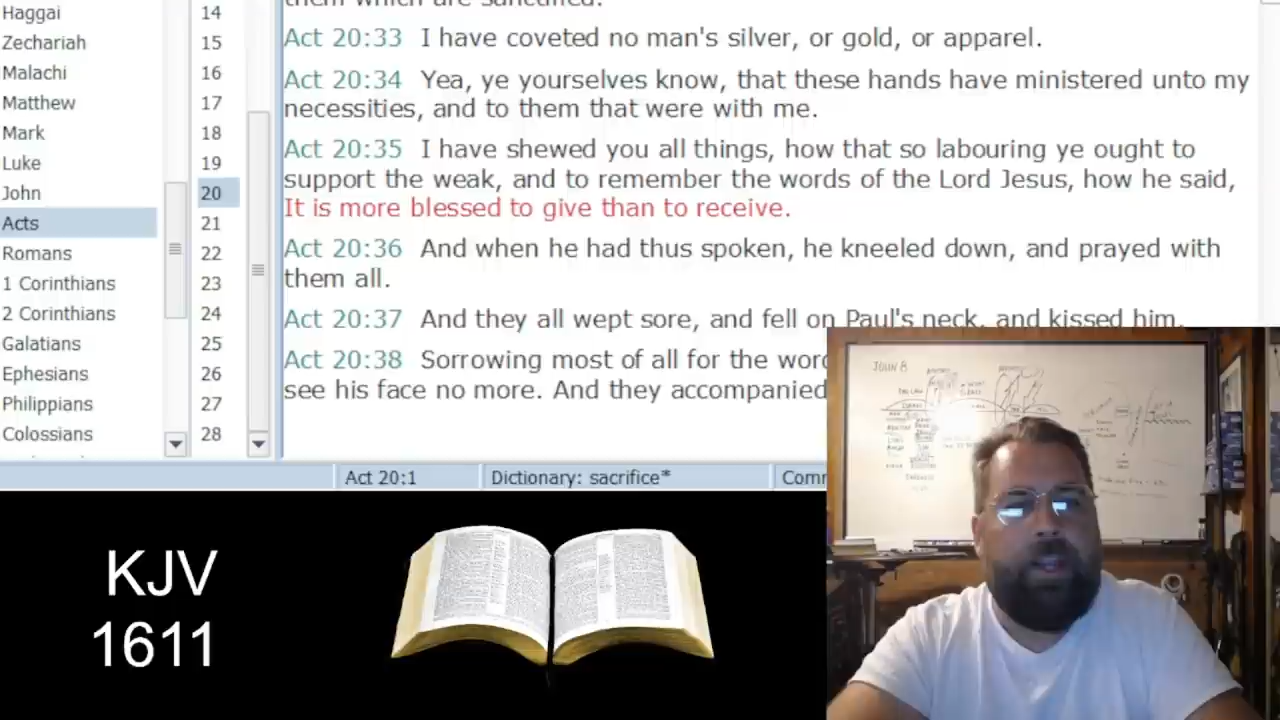 them which are sanctified.
Act 20:33 I have coveted no man's silver, or gold, or apparel.
Act 20:34 Yea, ye yourselves know, that these hands have ministered unto my
necessities, and to them that were with me.
Act 20:35 I have shewed you all things, how that so labouring ye ought to
support the weak, and to remember the words of the Lord Jesus, how he said,
It is more blessed to give than to receive.
Act 20:36 And when he had thus spoken, he kneeled down, and prayed with
them all.
Act 20:37 And they all wept sore, and fell on Paul's neck, and kissed him.
Act 20:38 Sorrowing most of all for the
see his face no more. And they accompanied
Haggai 14
Zechariah 15
Malachi 16
Matthew 17
Mark 18
Luke 19
John 20
Acts 21
Romans 22
1 Corinthians 23
2 Corinthians 24
Galatians 25
Ephesians 26
Philippians 27
Colossians 28
Act 20:1 Dictionary: sacrifice*
KJV
1611
JOHN 8